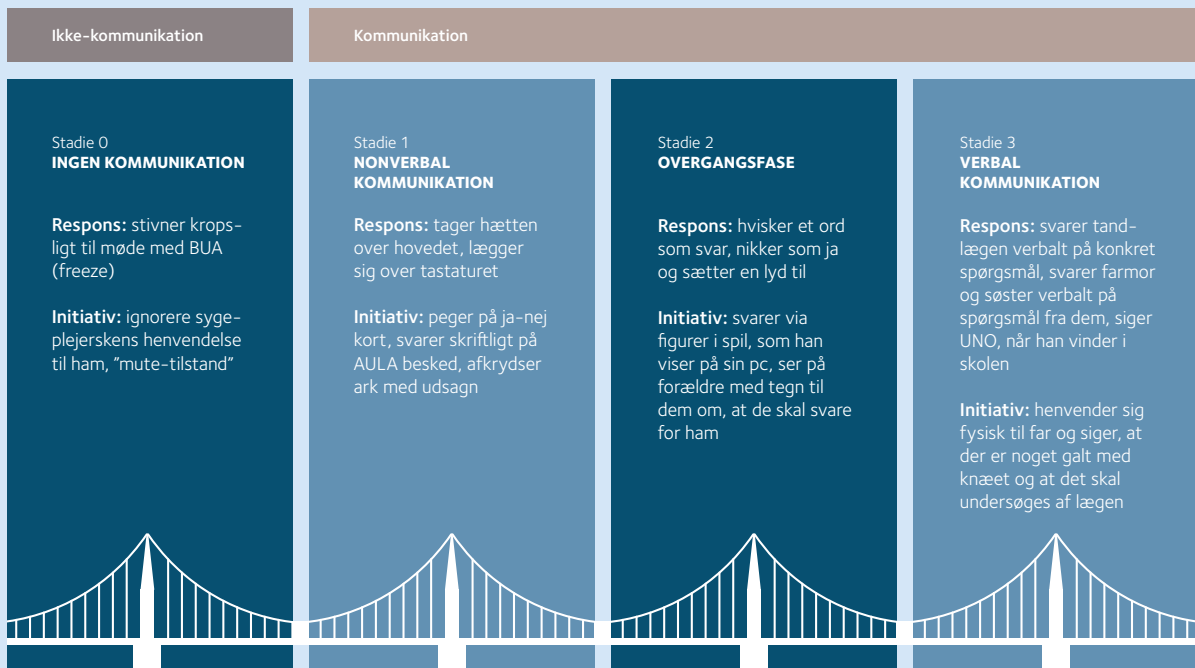 Ikke-kommunikation
Kommunikation
Stadie 0
INGEN KOMMUNIKATION
Respons: stivner krops-
ligt til møde med BUA
(freeze)
Initiativ: ignorere syge-
plejerskens henvendelse
til ham, ”mute-tilstand”
Stadie 1
NONVERBAL
KOMMUNIKATION
Respons: tager hætten
over hovedet, lægger
sig over tastaturet
Initiativ: peger på ja-nej
kort, svarer skriftligt på
AULA besked, afkrydser
ark med udsagn
Stadie 2
OVERGANGSFASE
Respons: hvisker et ord
som svar, nikker som ja
og sætter en lyd til
Initiativ: svarer via
figurer i spil, som han
viser på sin pc, ser på
forældre med tegn til
dem om, at de skal svare
for ham
Stadie 3
VERBAL
KOMMUNIKATION
Respons: svarer tand-
lægen verbalt på konkret
spørgsmål, svarer farmor
og søster verbalt på
spørgsmål fra dem, siger
UNO, når han vinder i
skolen
Initiativ: henvender sig
fysisk til far og siger, at
der er noget galt med
knæet og at det skal
undersøges af lægen